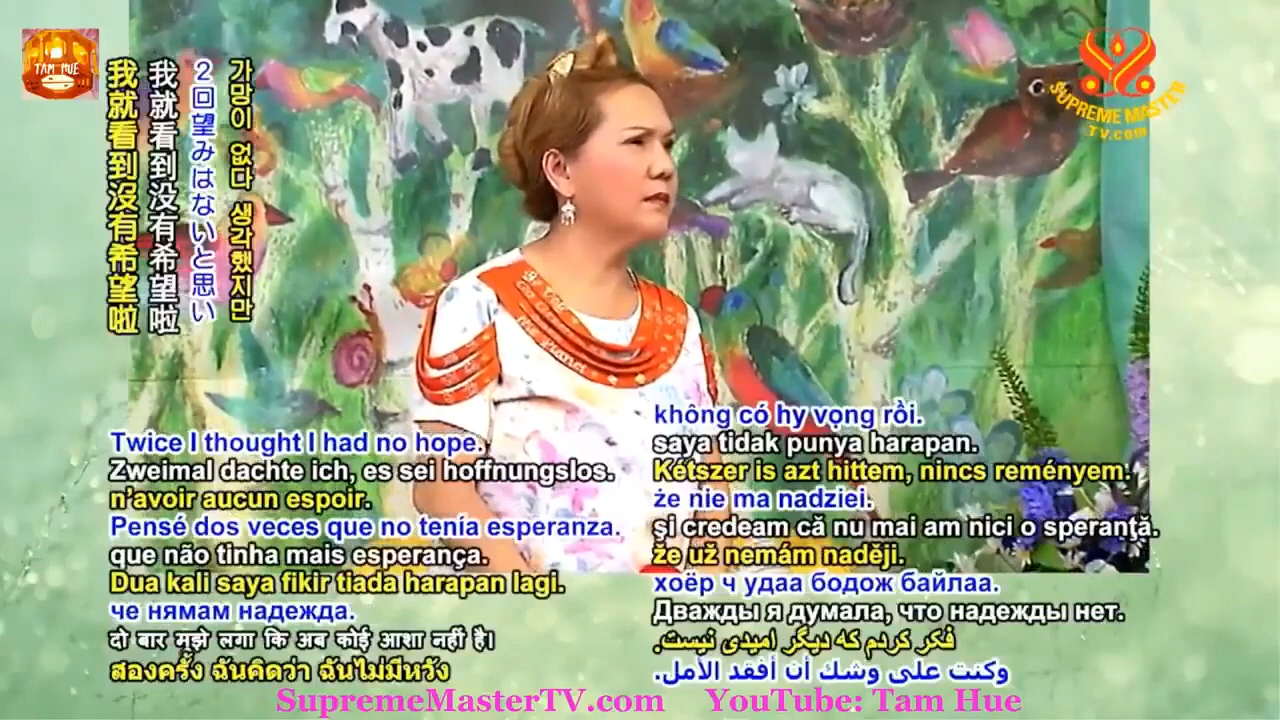 TAM HUE
SUPREME MASTER
TV.com
我就看到沒有希望啦
我就看到没有希望啦
2回望みはないと思い
가망이 없다 생각했지만
Planet
Twice I thought I had no hope.
Zweimal dachte ich, es sei hoffnungslos.
n’avoir aucun espoir.
Pensé dos veces que no tenía esperanza.
que não tinha mais esperança.
Dua kali saya fikir tiada harapan lagi.
че нямам надежда.
दो बार मुझे लगा कि अब कोई आशा नहीं है।
สองครั้ง ฉันคิดว่า ฉันไม่มีหวัง
không có hy vọng rồi.
saya tidak punya harapan.
Kétszer is azt hittem, nincs reményem.
że nie ma nadziei.
şi credeam că nu mai am nici o speranţă.
že už nemám naději.
хоёр ч удаа бодож байлаа.
Дважды я думала, что надежды нет.
فکر کردم که دیگر امیدی نیست.
وكنت على وشك أن أفقد الأمل.
SupremeMasterTV.com YouTube: Tam Hue